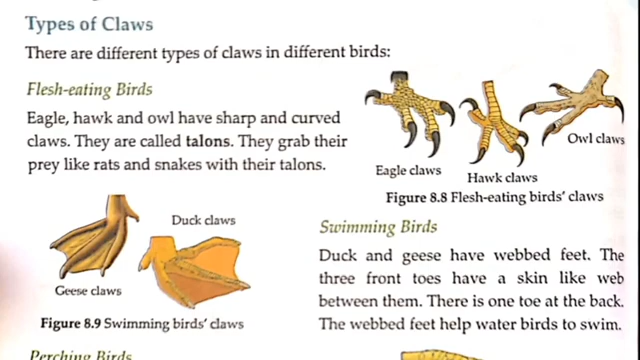 Types of Claws
There are different types of claws in different birds:
Flesh-eating Birds
Eagle, hawk and owl have sharp and curved
claws. They are called talons. They grab their
prey like rats and snakes with their talons.
Eagle claws
Hawk claws
Owl claws
Figure 8.8 Flesh-eating birds' claws
Duck claws
Geese claws
Figure 8.9 Swimming birds' claws
Swimming Birds
Duck and geese have webbed feet. The
three front toes have a skin like web
between them. There is one toe at the back.
The webbed feet help water birds to swim.
Perching Birds